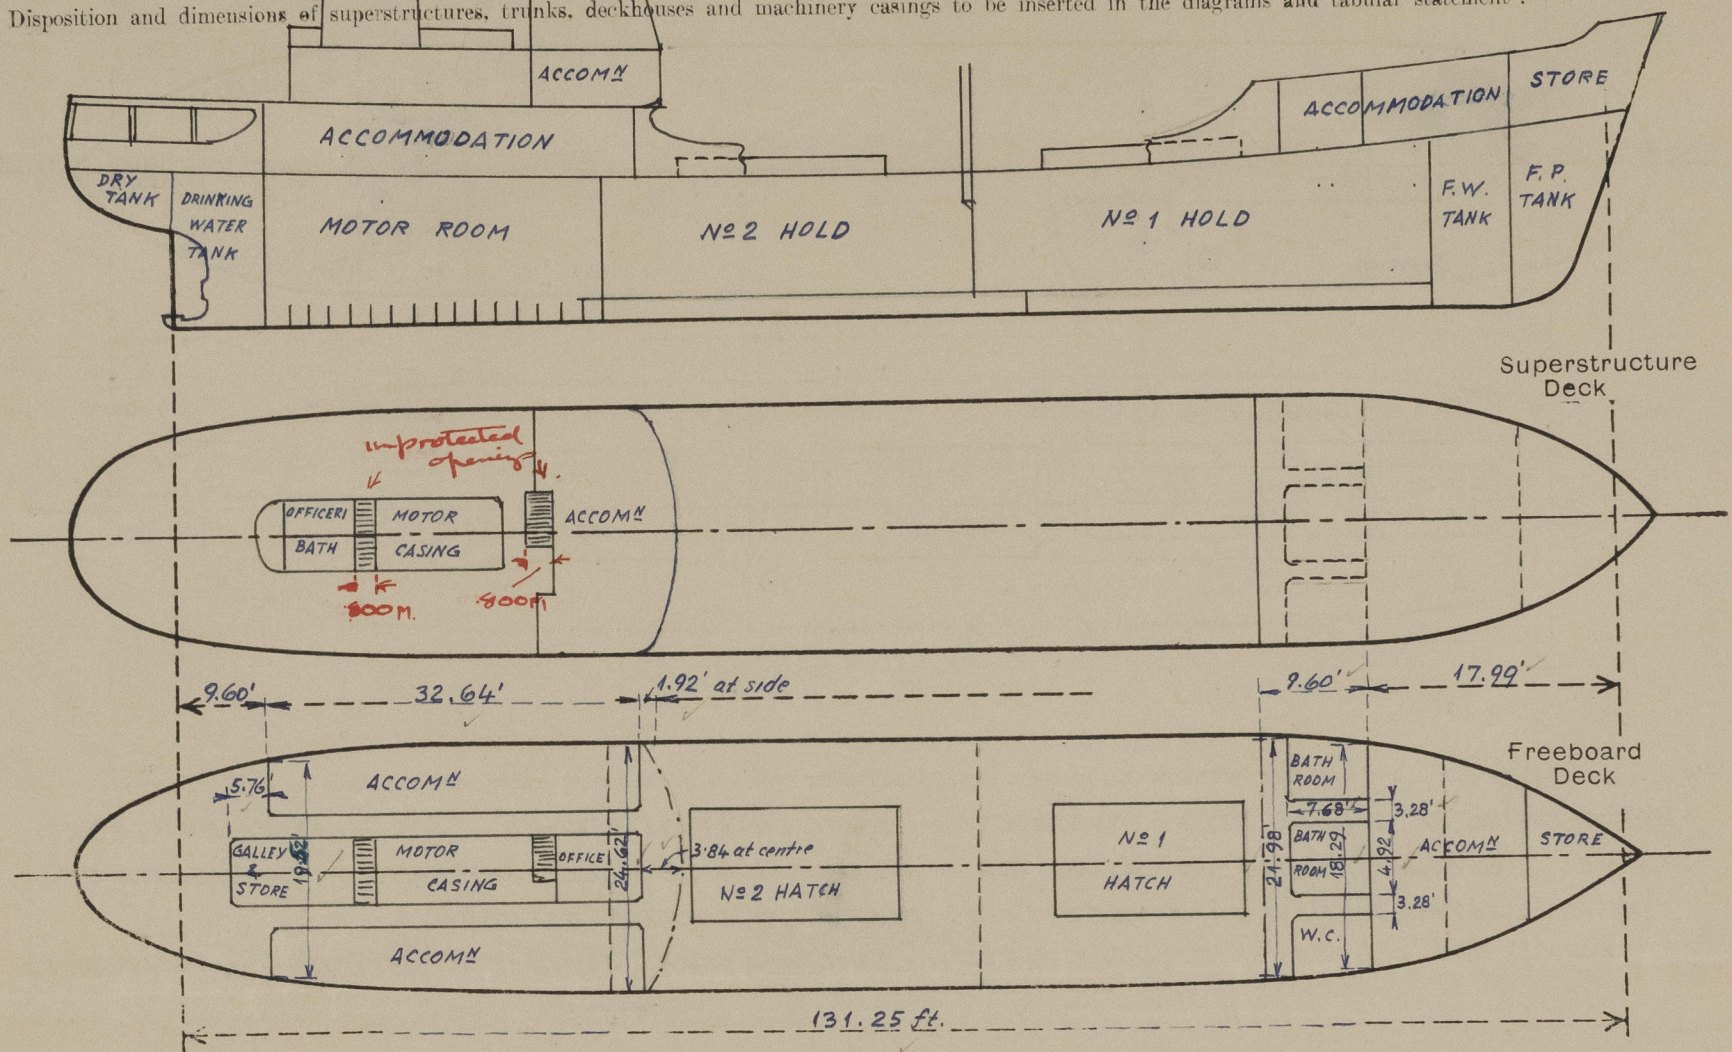 Disposition and dimensions of superstructures, trunks, deckhouses and machinery casings to be inserted in the diagrams and tabular statement :
ACCOMN
STORE
ACCOMMODATION
ACCOMMODATION
DRY
TANK
DRINKING
WATER
TANK
MOTOR ROOM
Nº 2 HOLD
Nº 1 HOLD
F.W.
TANK
F.P.
TANK
Superstructure
Deck
unprotected
openings
OFFICERS
BATH
MOTOR
CASING
ACCOMN
800M.
800M
9.60'
32.64'
1.92' at side
9.60'
17.99'
Freeboard
Deck
5.76'
ACCOMN
BATH
ROOM
7.68'
3.28'
GALLEY
&
STORE
MOTOR
CASING
OFFICE
24.62'
3.84 at centre
Nº 2 HATCH
Nº 1
HATCH
21.98'
BATH
ROOM
18.29
4.92
ACCOMN
STORE
3.28'
ACCOMN
W.C.
131.25 ft.